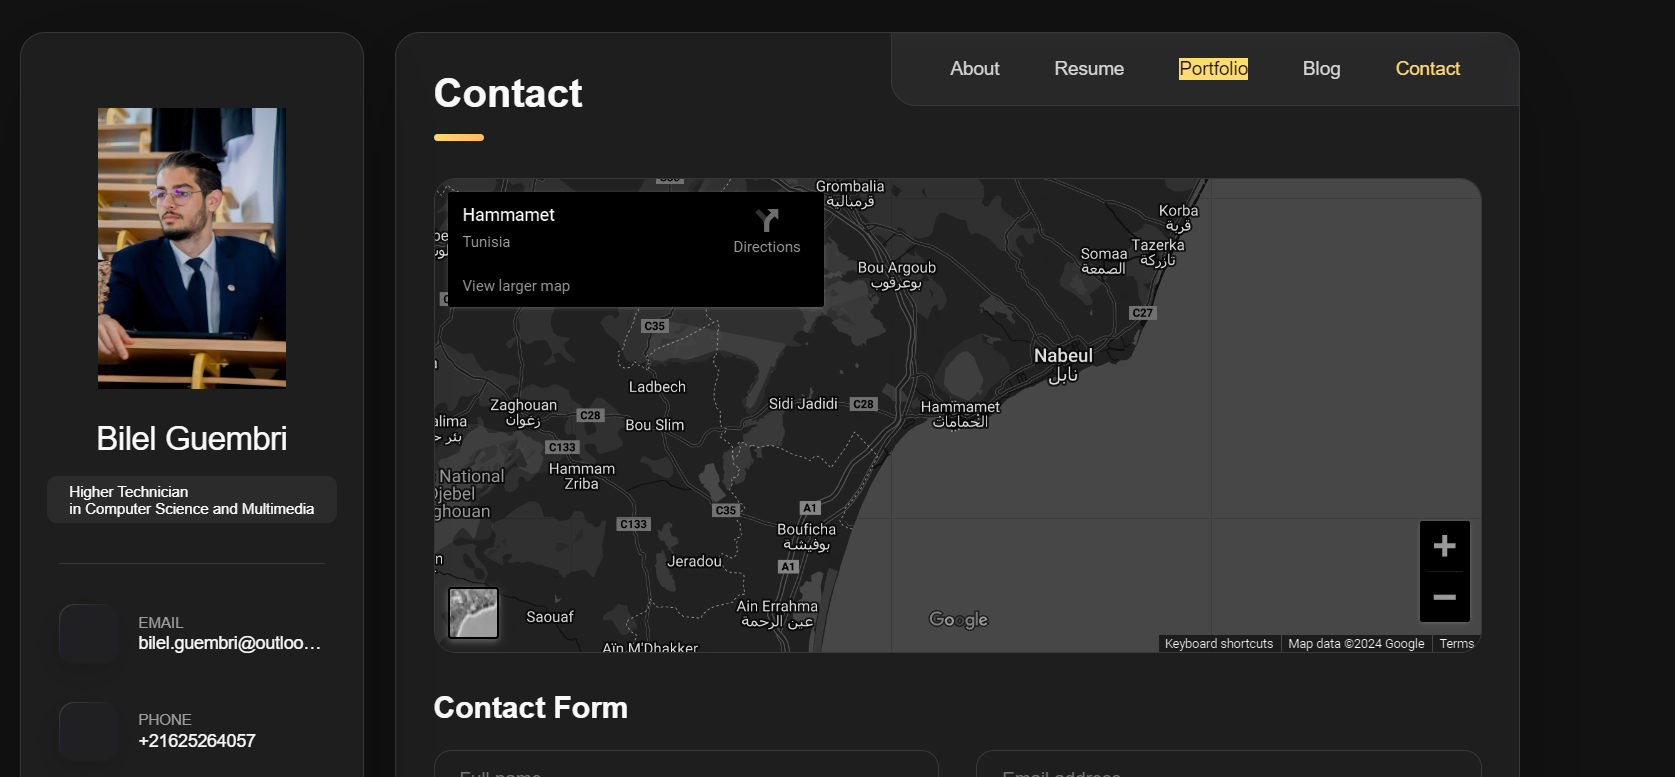 About
Resume
Portfolio
Blog
Contact
Contact
Bilel Guembri
Higher Technician
in Computer Science and Multimedia
EMAIL
bilel.guembri@outloo...
PHONE
+21625264057
Hammamet
Tunisia
Directions
View larger map
Grombalia
قرمبالية
Korba
قربة
Tazerka
تازركة
Somaa
الصمعة
Bou Argoub
بوعرقوب
C27
C35
Nabeul
نابل
Ladbech
Zaghouan
زغوان
C28
Sidi Jadidi
C28
Hammamet
الحمامات
Bou Slim
C133
Hammam
Zriba
National
Djebel
ghouan
C35
A1
C133
Bouficha
بوفيشة
Jeradou
A1
Ain Errahma
عين الرحمة
Saouaf
Aïn M'Dhakker
Google
Keyboard shortcuts
Map data ©2024 Google
Terms
Contact Form
Full name
Email address